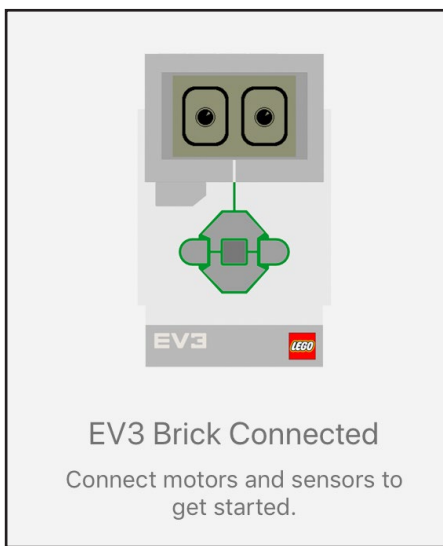 EV3
LEGO
EV3 Brick Connected
Connect motors and sensors to
get started.